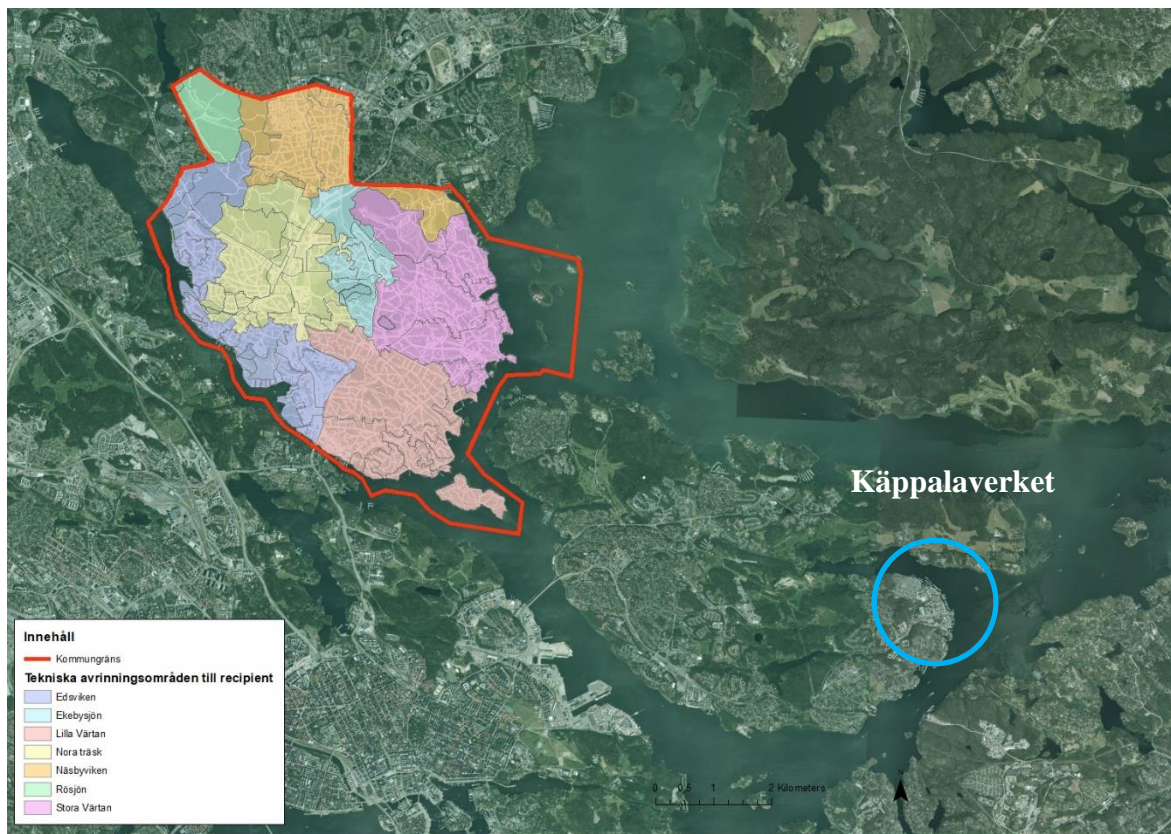 Käppalaverket
Innehåll
Kommungräns
Tekniska avrinningsområden till recipient
Edsviken
Ekebysjön
Lilla Värtan
Nora träsk
Näsbyviken
Rösjön
Stora Värtan
0 0,5 1 2 Kilometers